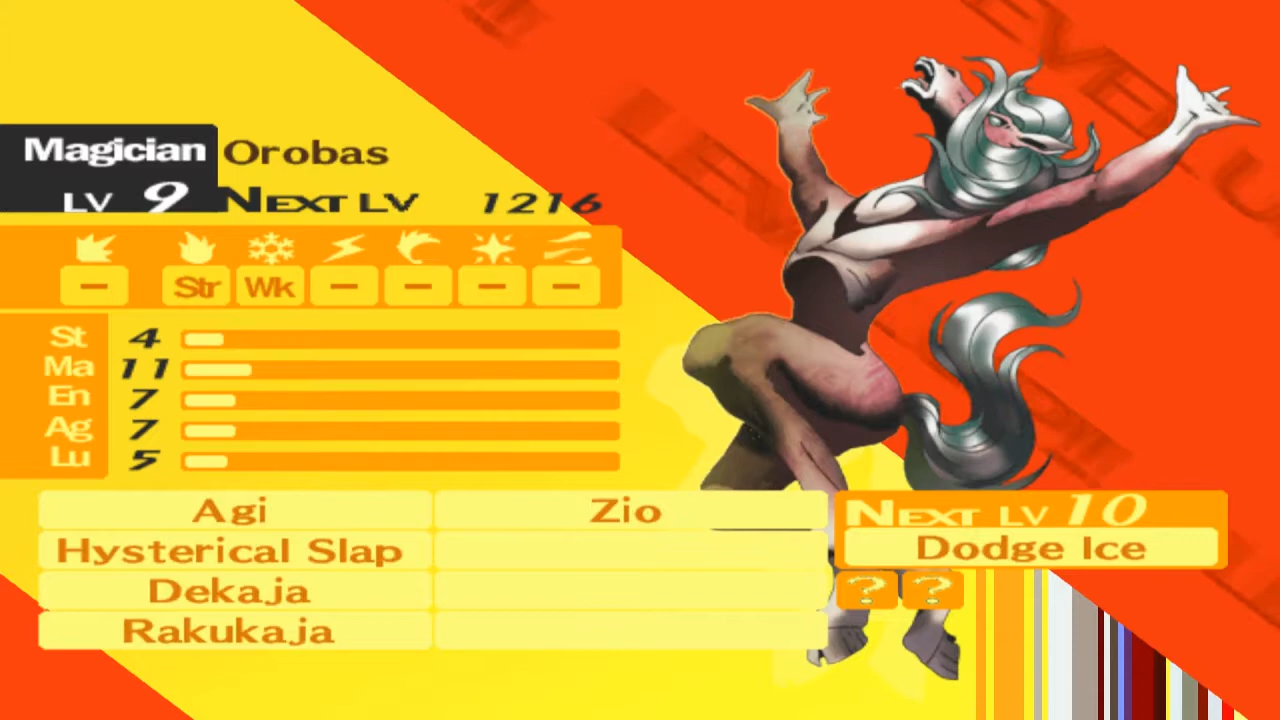 Magician Orobas
LV 9 NEXT LV 1216
– Str Wk – – – –
St 4
Ma 11
En 7
Ag 7
Lu 5
Agi Zio
Hysterical Slap
Dekaja
Rakukaja
NEXT LV 10
Dodge Ice
? ?